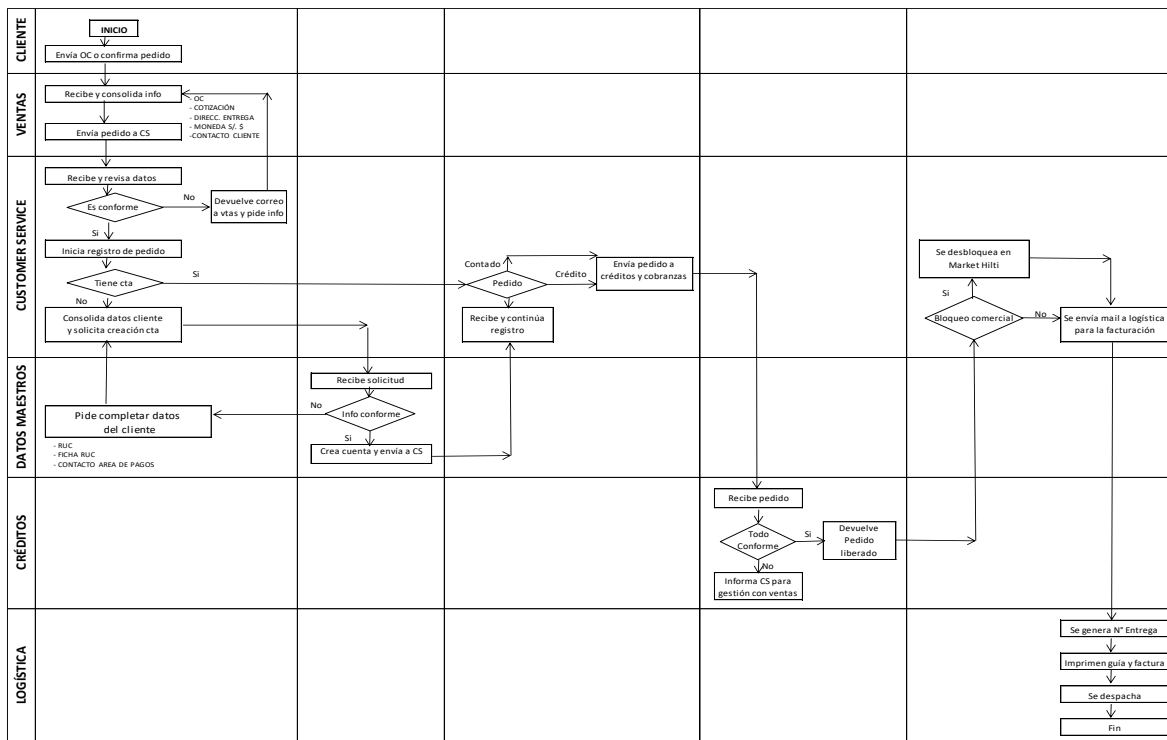 CLIENTE
INICIO
Envía OC o confirma pedido
VENTAS
Recibe y consolida info
- OC
- COTIZACIÓN
- DIRECC. ENTREGA
- MONEDA S/. $
-CONTACTO CLIENTE
Envía pedido a CS
CUSTOMER SERVICE
Recibe y revisa datos
Es conforme
No
Devuelve correo
a vtas y pide info
Si
Inicia registro de pedido
Tiene cta
Si
No
Consolida datos cliente
y solicita creación cta
Contado
Pedido
Crédito
Envía pedido a
créditos y cobranzas
Recibe y continúa
registro
Se desbloquea en
Market Hilti
Si
Bloqueo comercial
No
Se envía mail a logística
para la facturación
DATOS MAESTROS
Pide completar datos
del cliente
- RUC
- FICHA RUC
- CONTACTO AREA DE PAGOS
Recibe solicitud
No
Info conforme
Si
Crea cuenta y envía a CS
CRÉDITOS
Recibe pedido
Todo
Conforme
Si
Devuelve
Pedido
liberado
No
Informa CS para
gestión con ventas
LOGÍSTICA
Se genera N° Entrega
Imprimen guía y factura
Se despacha
Fin